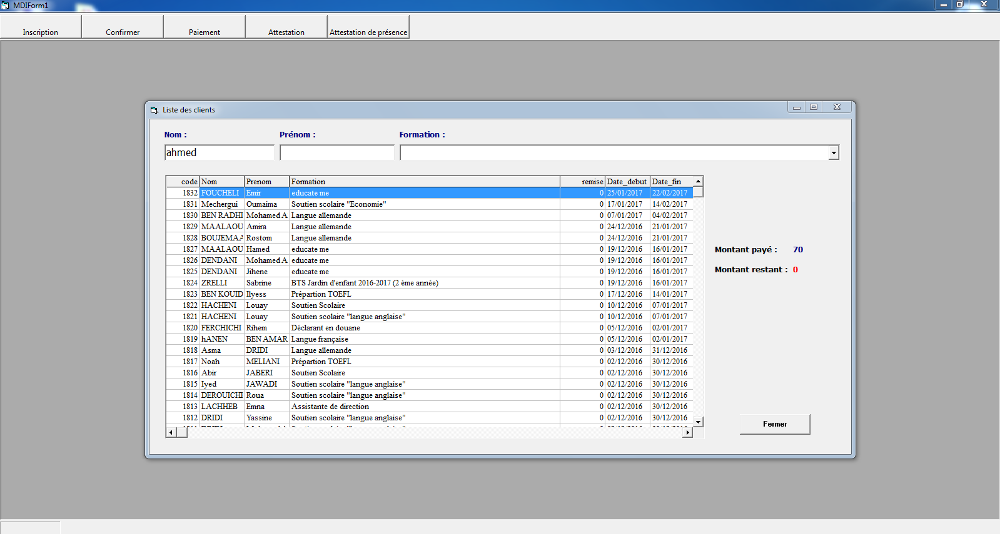 MDIForm1
Inscription Confirmer Paiement Attestation Attestation de présence
Liste des clients
Nom : Prénom : Formation :
ahmed
code Nom Prenom Formation remise Date_debut Date_fin
1832 FOUCHELI Emir educate me 0 25/01/2017 22/02/2017
1831 Mechergui Oumaima Soutien scolaire "Economie" 0 17/01/2017 14/02/2017
1830 BEN RADHI Mohamed A Langue allemande 0 07/01/2017 04/02/2017
1829 MAALAOU Amira Langue allemande 0 24/12/2016 21/01/2017
1828 BOUJEMAA Rostom Langue allemande 0 24/12/2016 21/01/2017
1827 MAALAOU Hamed educate me 0 19/12/2016 16/01/2017
Montant payé : 70
1826 DENDANI Mohamed A educate me 0 19/12/2016 16/01/2017
1825 DENDANI Jihene educate me 0 19/12/2016 16/01/2017
Montant restant : 0
1824 ZRELLI Sabrine BTS Jardin d'enfant 2016-2017 (2 ème année) 0 19/12/2016 16/01/2017
1823 BEN KOUID Ilyess Prépartion TOEFL 0 17/12/2016 14/01/2017
1822 HACHENI Louay Soutien Scolaire 0 10/12/2016 07/01/2017
1821 HACHENI Louay Soutien scolaire "langue anglaise" 0 10/12/2016 07/01/2017
1820 FERCHICHI Rihem Déclarant en douane 0 05/12/2016 02/01/2017
1819 hANEN BEN AMAR Langue française 0 05/12/2016 02/01/2017
1818 Asma DRIDI Langue allemande 0 03/12/2016 31/12/2016
1817 Noah MELIANI Prépartion TOEFL 0 02/12/2016 30/12/2016
1816 Abir JABERI Soutien Scolaire 0 02/12/2016 30/12/2016
1815 Iyed JAWADI Soutien scolaire "langue anglaise" 0 02/12/2016 30/12/2016
1814 DEROUICHE Roua Soutien scolaire "langue anglaise" 0 02/12/2016 30/12/2016
1813 LACHHEB Emna Assistante de direction 0 02/12/2016 30/12/2016
1812 DRIDI Yassine Soutien scolaire "langue anglaise" 0 02/12/2016 30/12/2016
Fermer